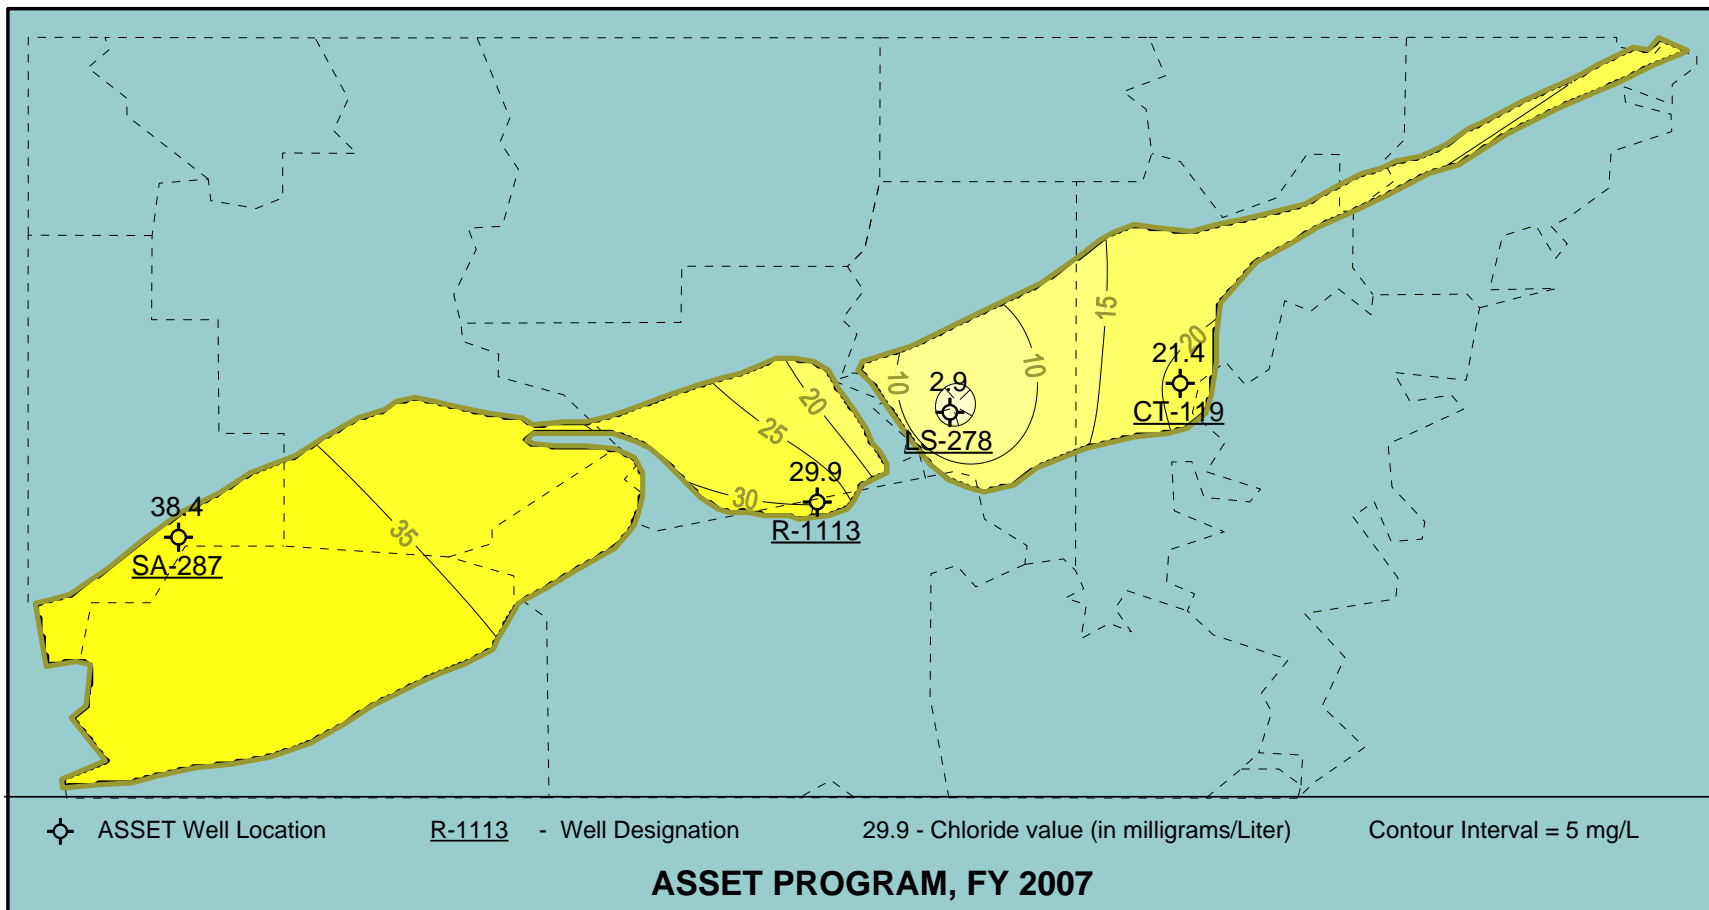 15
20
21.4
CT-119
10
10
2.9
LS-278
20
25
29.9
30
R-1113
38.4
35
SA-287
ASSET Well Location
R-1113 - Well Designation
29.9 - Chloride value (in milligrams/Liter)
Contour Interval = 5 mg/L
ASSET PROGRAM, FY 2007